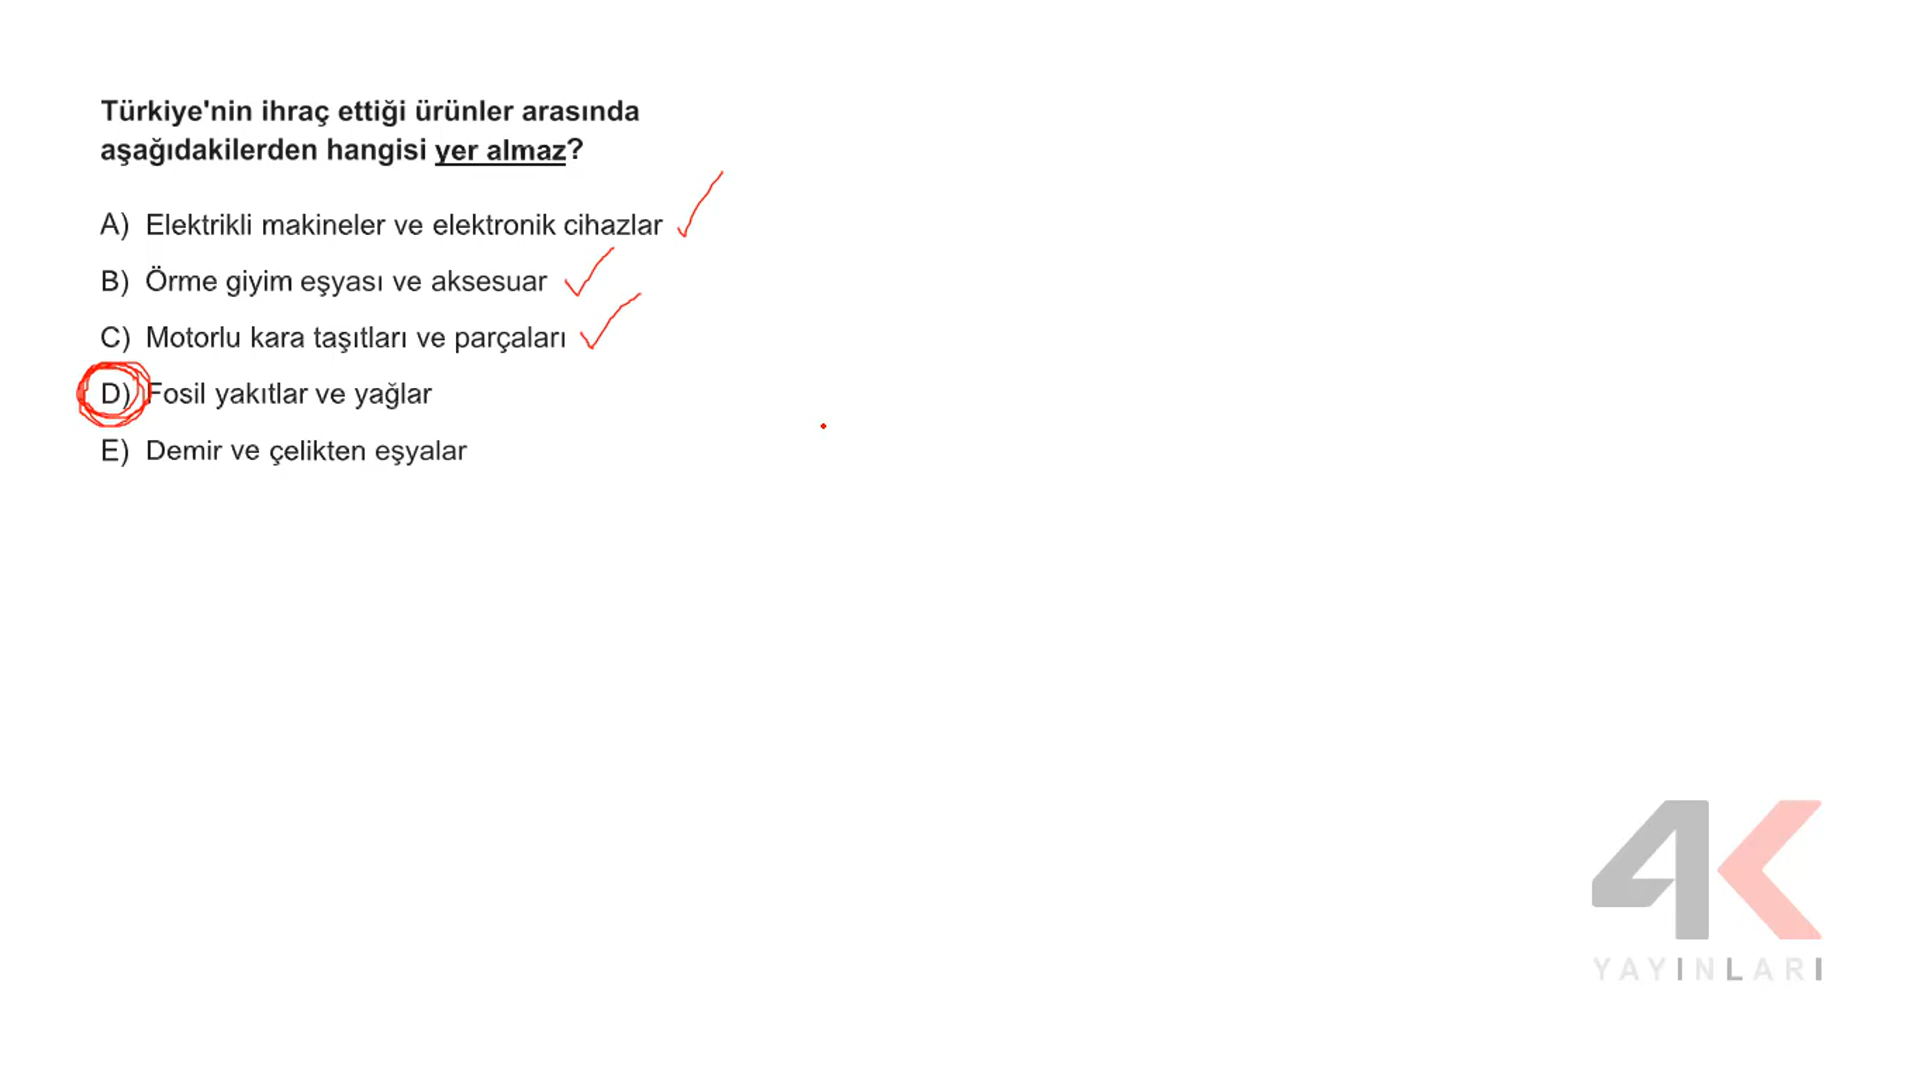 Türkiye'nin ihraç ettiği ürünler arasında
aşağıdakilerden hangisi yer almaz?
A) Elektrikli makineler ve elektronik cihazlar
B) Örme giyim eşyası ve aksesuar
C) Motorlu kara taşıtları ve parçaları
D) Fosil yakıtlar ve yağlar
E) Demir ve çelikten eşyalar
4K
YAYINLARI